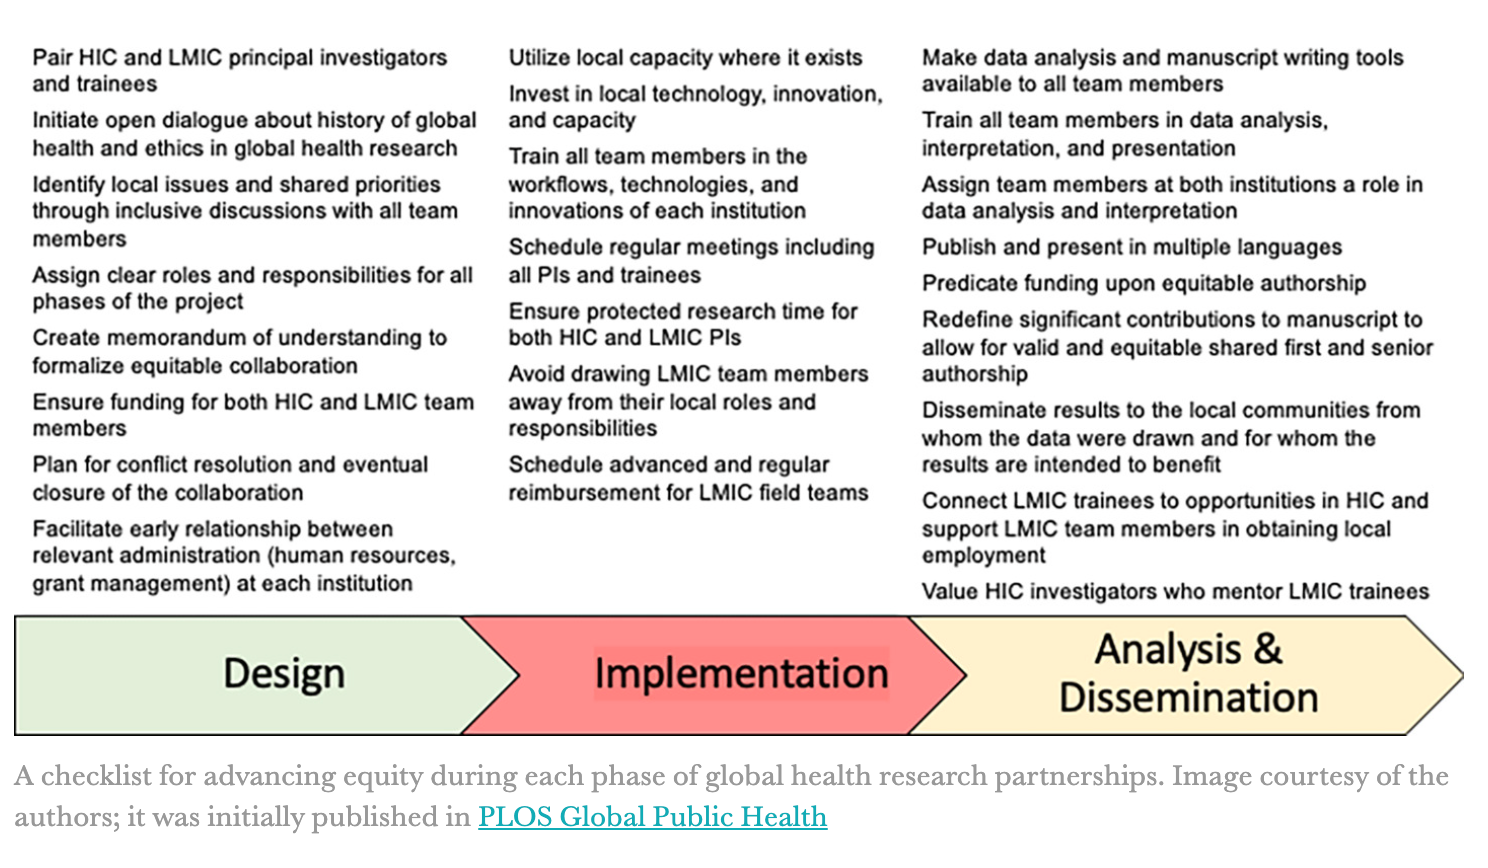 Pair HIC and LMIC principal investigators
and trainees
Initiate open dialogue about history of global
health and ethics in global health research
Identify local issues and shared priorities
through inclusive discussions with all team
members
Assign clear roles and responsibilities for all
phases of the project
Create memorandum of understanding to
formalize equitable collaboration
Ensure funding for both HIC and LMIC team
members
Plan for conflict resolution and eventual
closure of the collaboration
Facilitate early relationship between
relevant administration (human resources,
grant management) at each institution
Utilize local capacity where it exists
Invest in local technology, innovation,
and capacity
Train all team members in the
workflows, technologies, and
innovations of each institution
Schedule regular meetings including
all PIs and trainees
Ensure protected research time for
both HIC and LMIC PIs
Avoid drawing LMIC team members
away from their local roles and
responsibilities
Schedule advanced and regular
reimbursement for LMIC field teams
Make data analysis and manuscript writing tools
available to all team members
Train all team members in data analysis,
interpretation, and presentation
Assign team members at both institutions a role in
data analysis and interpretation
Publish and present in multiple languages
Predicate funding upon equitable authorship
Redefine significant contributions to manuscript to
allow for valid and equitable shared first and senior
authorship
Disseminate results to the local communities from
whom the data were drawn and for whom the
results are intended to benefit
Connect LMIC trainees to opportunities in HIC and
support LMIC team members in obtaining local
employment
Value HIC investigators who mentor LMIC trainees
Design
Implementation
Analysis &
Dissemination
A checklist for advancing equity during each phase of global health research partnerships. Image courtesy of the
authors; it was initially published in PLOS Global Public Health